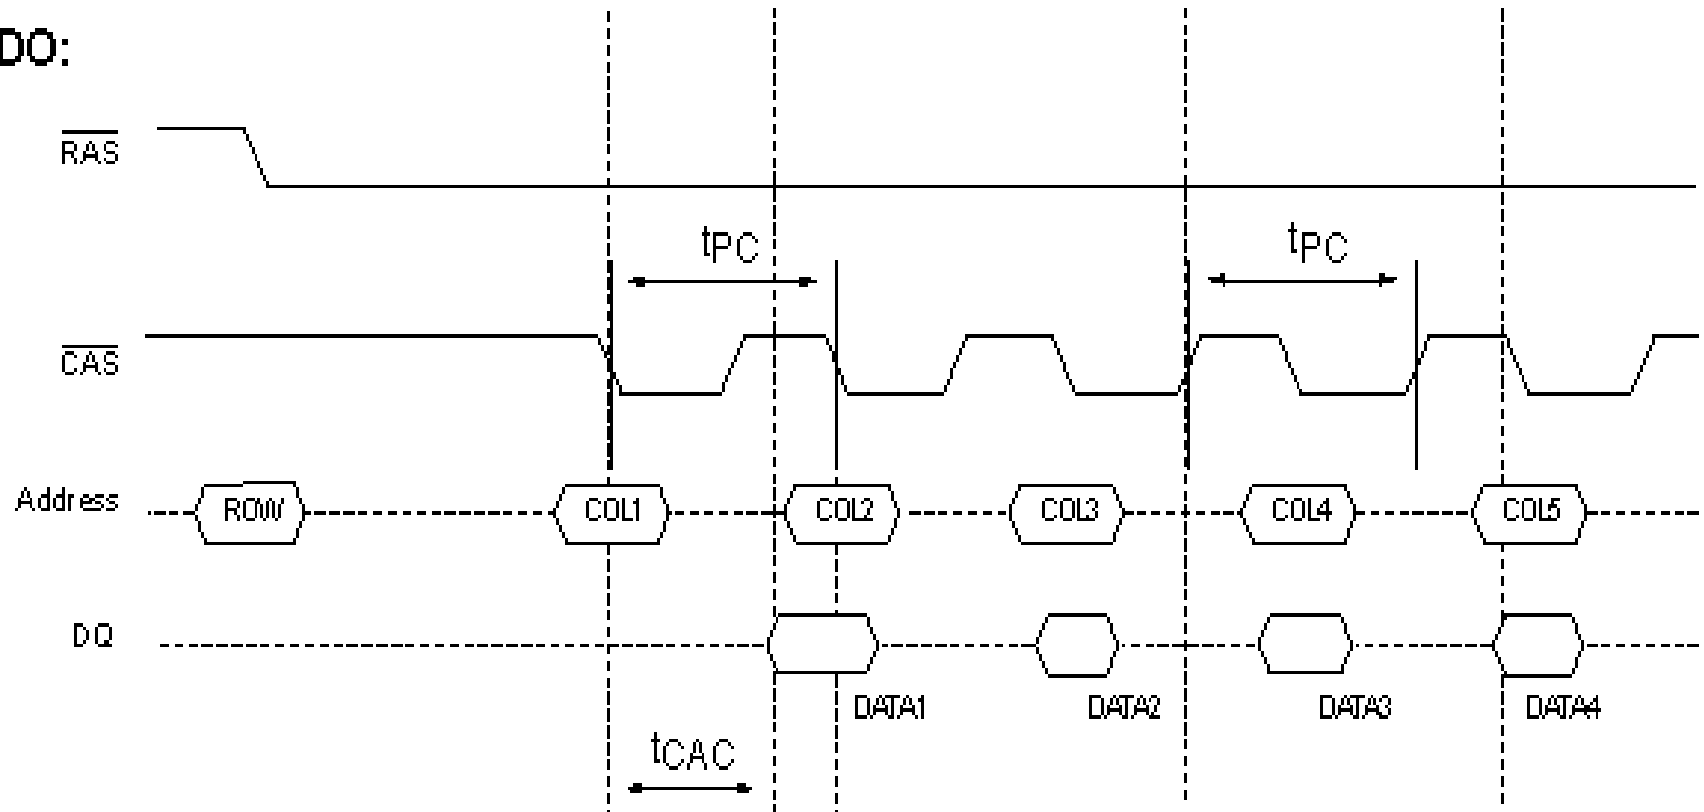 DO:
RAS
tPC
tPC
CAS
Address
ROW
COL1
COL2
COL3
COL4
COL5
DQ
DATA1
DATA2
DATA3
DATA4
tCAC